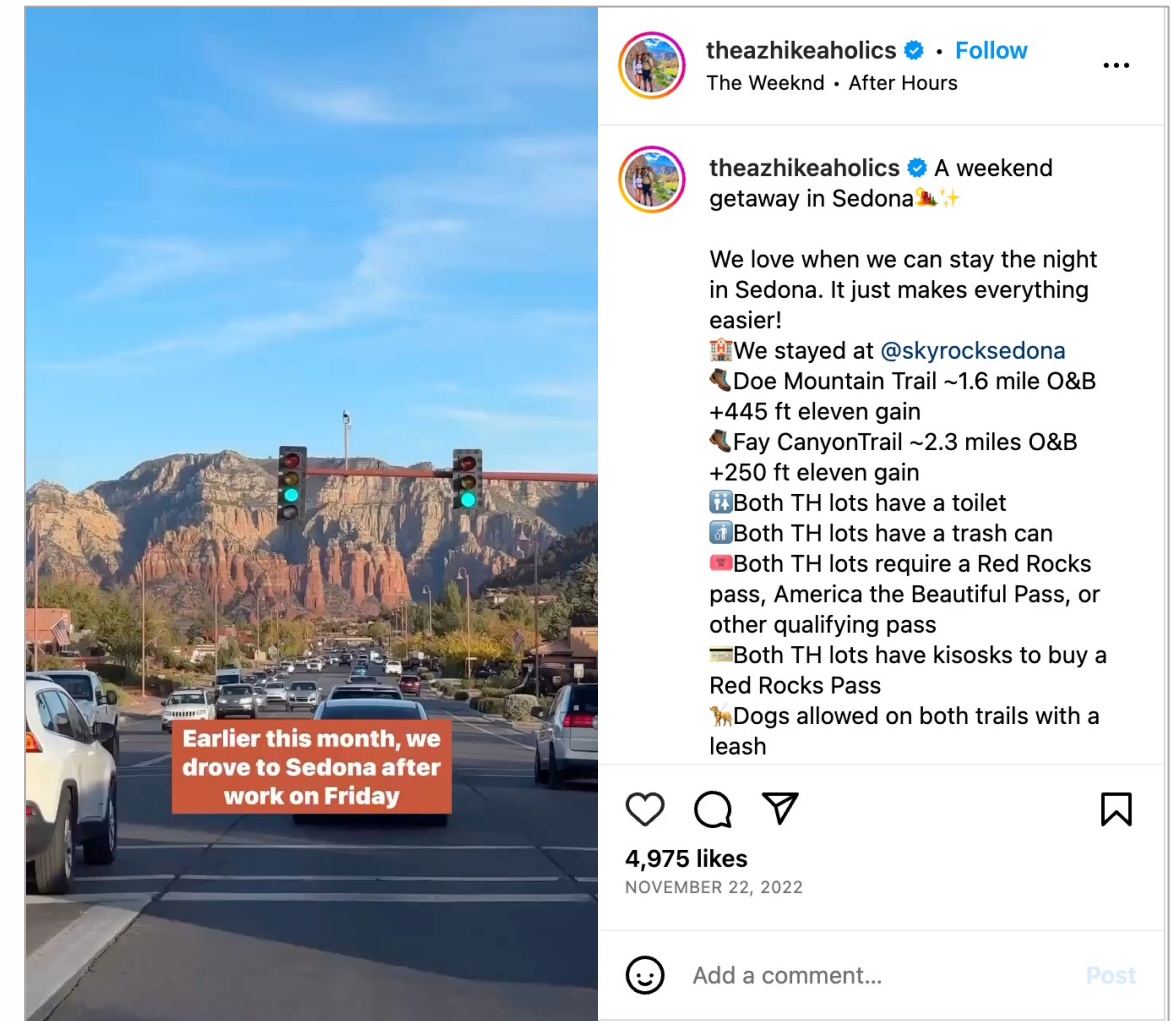 theazhikeaholics • Follow
The Weeknd • After Hours
theazhikeaholics A weekend
getaway in Sedona🏜️✨
We love when we can stay the night
in Sedona. It just makes everything
easier!
🏨We stayed at @skyrocksedona
🥾Doe Mountain Trail ~1.6 mile O&B
+445 ft eleven gain
🥾Fay CanyonTrail ~2.3 miles O&B
+250 ft eleven gain
🚻Both TH lots have a toilet
🚮Both TH lots have a trash can
🎟️Both TH lots require a Red Rocks
pass, America the Beautiful Pass, or
other qualifying pass
💳Both TH lots have kisosks to buy a
Red Rocks Pass
🐕‍🦺Dogs allowed on both trails with a
leash
4,975 likes
NOVEMBER 22, 2022
Add a comment...
Post
Earlier this month, we
drove to Sedona after
work on Friday